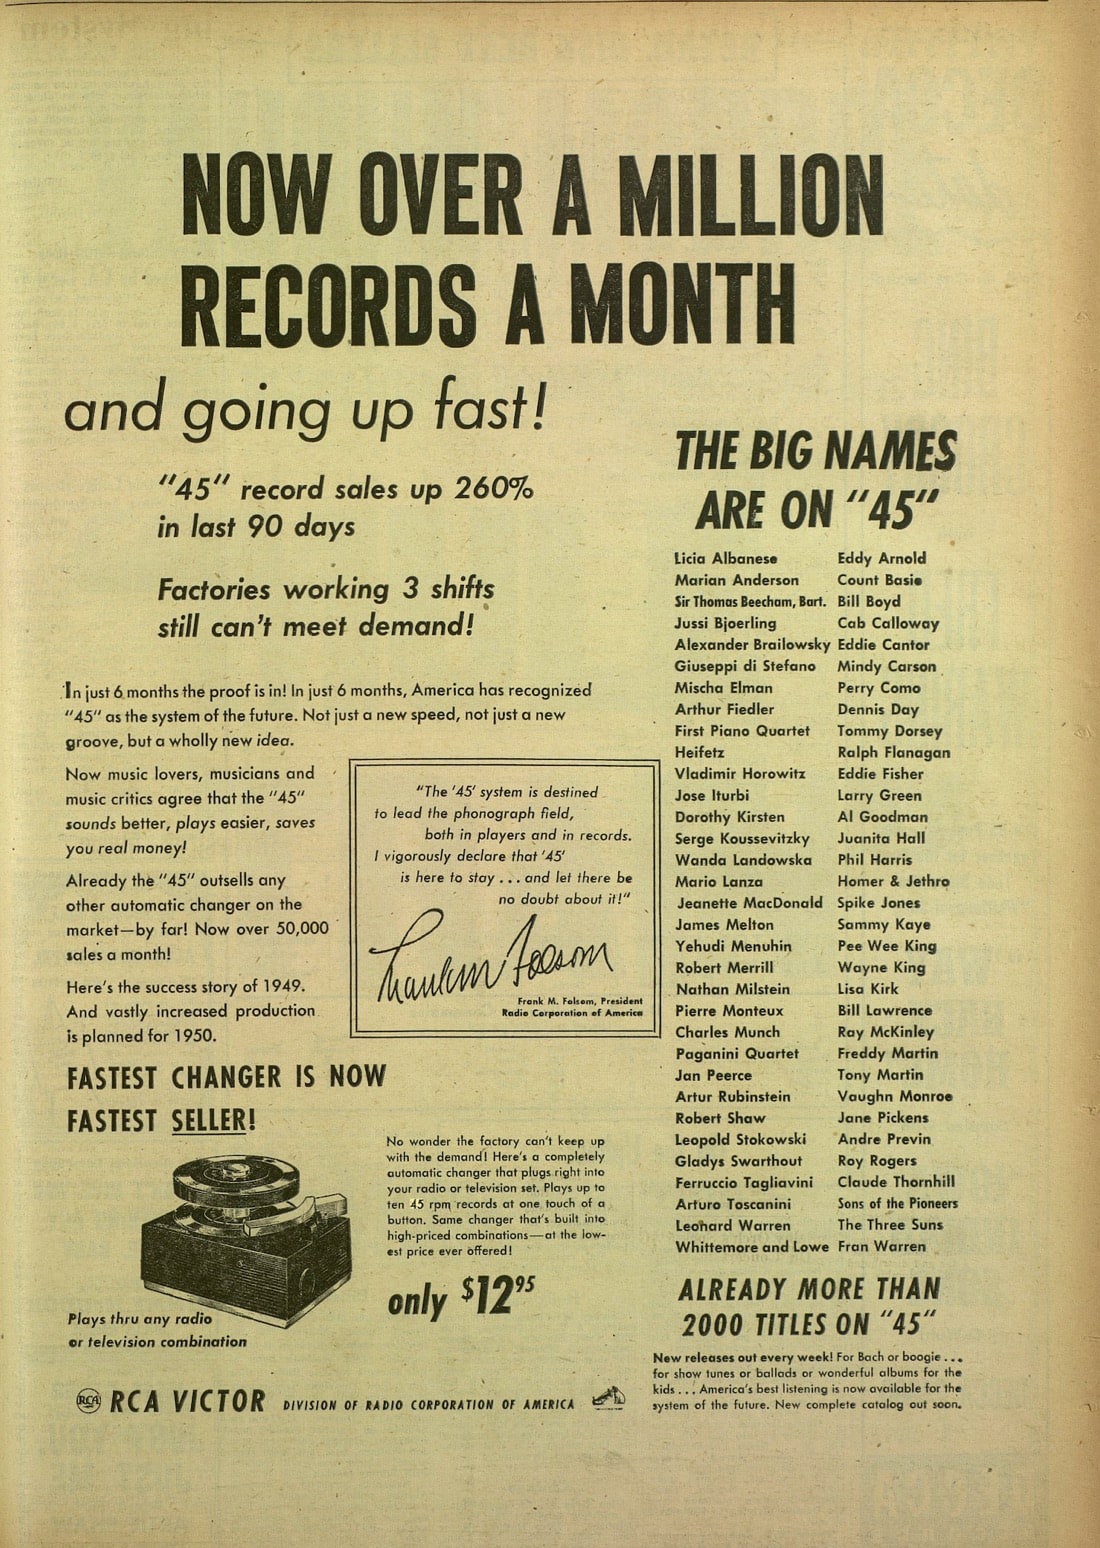 NOW OVER A MILLION
RECORDS A MONTH
and going up fast!
"45" record sales up 260%
in last 90 days
Factories working 3 shifts
still can't meet demand!
In just 6 months the proof is in! In just 6 months, America has recognized
"45" as the system of the future. Not just a new speed, not just a new
groove, but a wholly new idea.
Now music lovers, musicians and
music critics agree that the "45"
sounds better, plays easier, saves
you real money!
Already the "45" outsells any
other automatic changer on the
market—by far! Now over 50,000
sales a month!
Here's the success story of 1949.
And vastly increased production
is planned for 1950.
"The '45' system is destined
to lead the phonograph field,
both in players and in records.
I vigorously declare that '45'
is here to stay . . . and let there be
no doubt about it!"
Frank M. Folsom
Frank M. Folsom, President
Radio Corporation of America
FASTEST CHANGER IS NOW
FASTEST SELLER!
No wonder the factory can't keep up
with the demand! Here's a completely
automatic changer that plugs right into
your radio or television set. Plays up to
ten 45 rpm records at one touch of a
button. Same changer that's built into
high-priced combinations—at the low-
est price ever offered!
only $12.95
Plays thru any radio
or television combination
RCA RCA VICTOR DIVISION OF RADIO CORPORATION OF AMERICA
THE BIG NAMES
ARE ON "45"
Licia Albanese
Marian Anderson
Sir Thomas Beecham, Bart.
Jussi Bjoerling
Alexander Brailowsky
Giuseppi di Stefano
Mischa Elman
Arthur Fiedler
First Piano Quartet
Heifetz
Vladimir Horowitz
Jose Iturbi
Dorothy Kirsten
Serge Koussevitzky
Wanda Landowska
Mario Lanza
Jeanette MacDonald
James Melton
Yehudi Menuhin
Robert Merrill
Nathan Milstein
Pierre Monteux
Charles Munch
Paganini Quartet
Jan Peerce
Artur Rubinstein
Robert Shaw
Leopold Stokowski
Gladys Swarthout
Ferruccio Tagliavini
Arturo Toscanini
Leonard Warren
Whittemore and Lowe
Eddy Arnold
Count Basie
Bill Boyd
Cab Calloway
Eddie Cantor
Mindy Carson
Perry Como
Dennis Day
Tommy Dorsey
Ralph Flanagan
Eddie Fisher
Larry Green
Al Goodman
Juanita Hall
Phil Harris
Homer & Jethro
Spike Jones
Sammy Kaye
Pee Wee King
Wayne King
Lisa Kirk
Bill Lawrence
Ray McKinley
Freddy Martin
Tony Martin
Vaughn Monroe
Jane Pickens
Andre Previn
Roy Rogers
Claude Thornhill
Sons of the Pioneers
The Three Suns
Fran Warren
ALREADY MORE THAN
2000 TITLES ON "45"
New releases out every week! For Bach or boogie . . .
for show tunes or ballads or wonderful albums for the
kids . . . America's best listening is now available for the
system of the future. New complete catalog out soon.